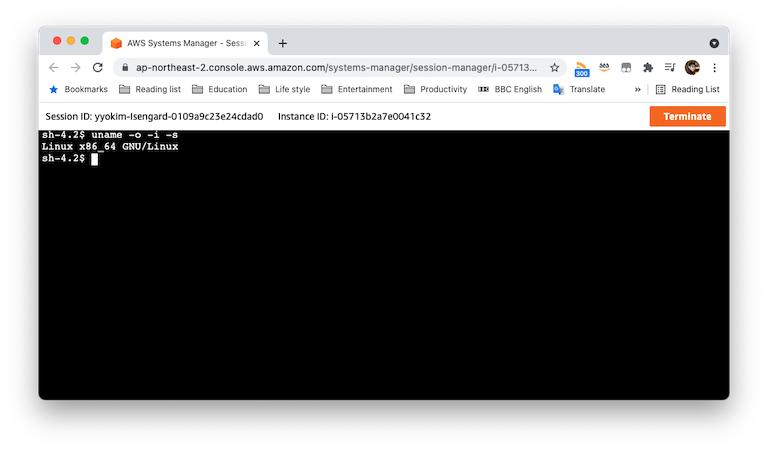 AWS Systems Manager - Sessi
ap-northeast-2.console.aws.amazon.com/systems-manager/session-manager/i-05713...
300
Bookmarks Reading list Education Life style Entertainment Productivity BBC English Translate » Reading List
Session ID: yyokim-Isengard-0109a9c23e24cdad0 Instance ID: i-05713b2a7e0041c32 Terminate
sh-4.2$ uname -o -i -s
Linux x86_64 GNU/Linux
sh-4.2$